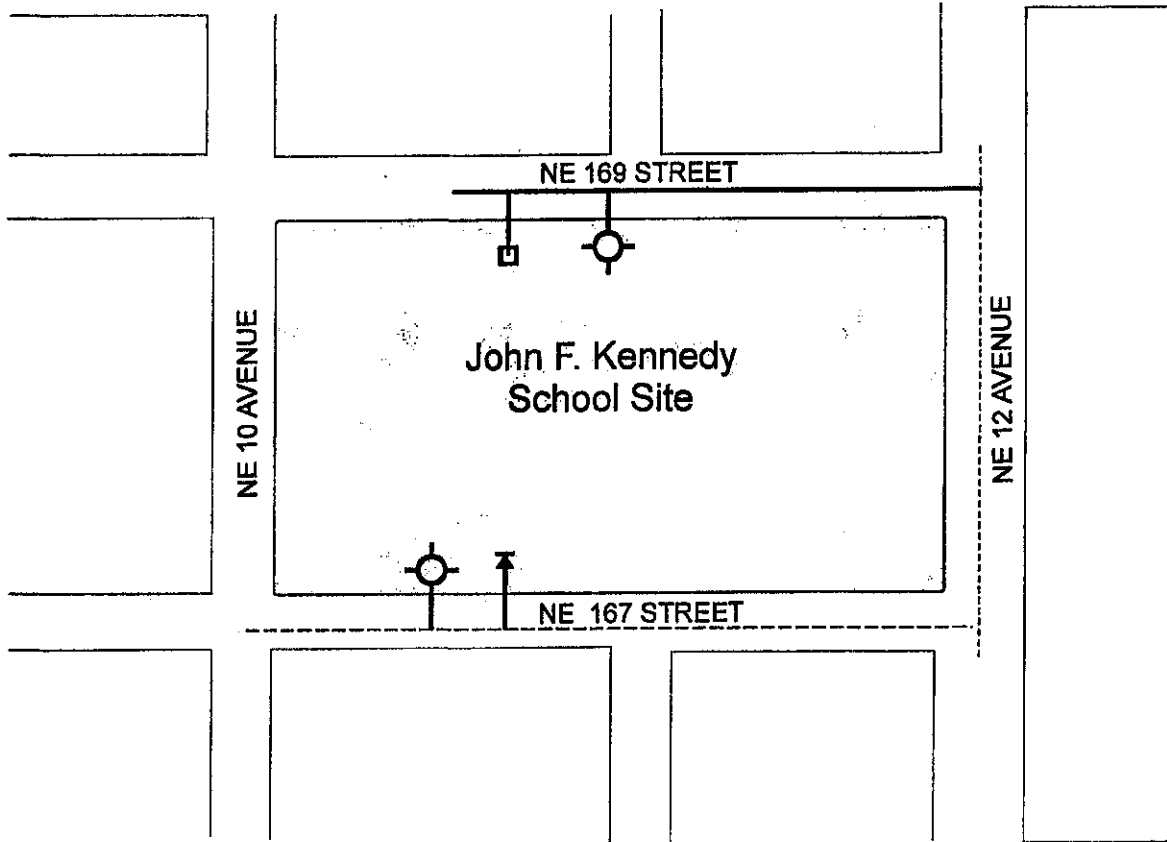 NE 169 STREET
NE 10 AVENUE
John F. Kennedy
School Site
NE 12 AVENUE
NE 167 STREET